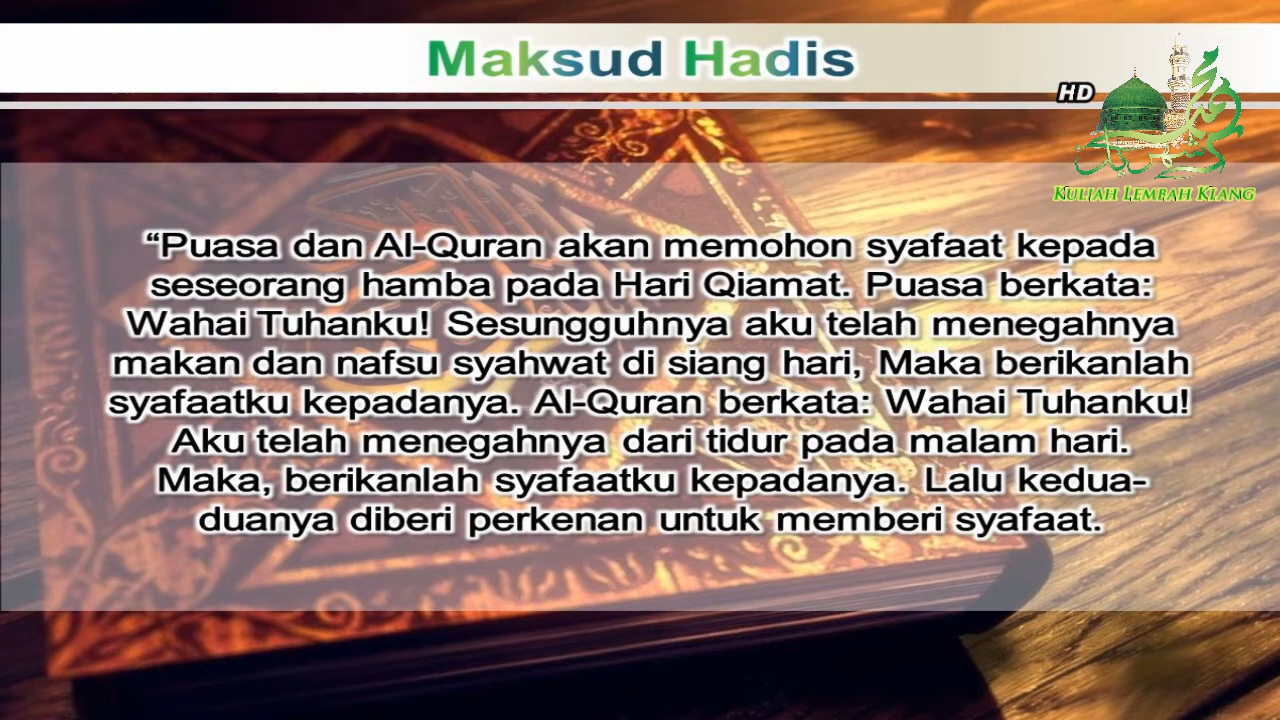 Maksud Hadis
HD
KULIAH LEMBAH KLANG
“Puasa dan Al-Quran akan memohon syafaat kepada
seseorang hamba pada Hari Qiamat. Puasa berkata:
Wahai Tuhanku! Sesungguhnya aku telah menegahnya
makan dan nafsu syahwat di siang hari, Maka berikanlah
syafaatku kepadanya. Al-Quran berkata: Wahai Tuhanku!
Aku telah menegahnya dari tidur pada malam hari.
Maka, berikanlah syafaatku kepadanya. Lalu kedua-
duanya diberi perkenan untuk memberi syafaat.